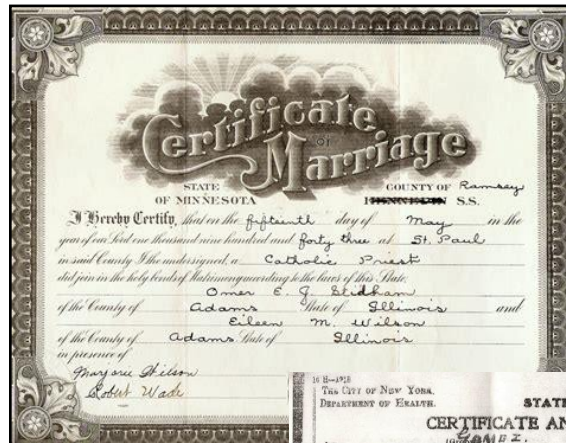 Certificate
of
Marriage
STATE
OF MINNESOTA
COUNTY OF Ramsey
S.S.
I Hereby Certify, that on the fifteenth day of May in the
year of our Lord one thousand nine hundred and forty three at St. Paul
in said County I the undersigned, a Catholic Priest
did join in the holy bonds of Matrimony according to the laws of this State,
Omer E. J. Stidham
of the County of Adams State of Illinois and
Eileen M. Wilson
of the County of Adams State of Illinois
in presence of
Marjorie Wilson
Robert Wade
16 H—1918
THE CITY OF NEW YORK.
DEPARTMENT OF HEALTH.
STATE
CERTIFICATE AN